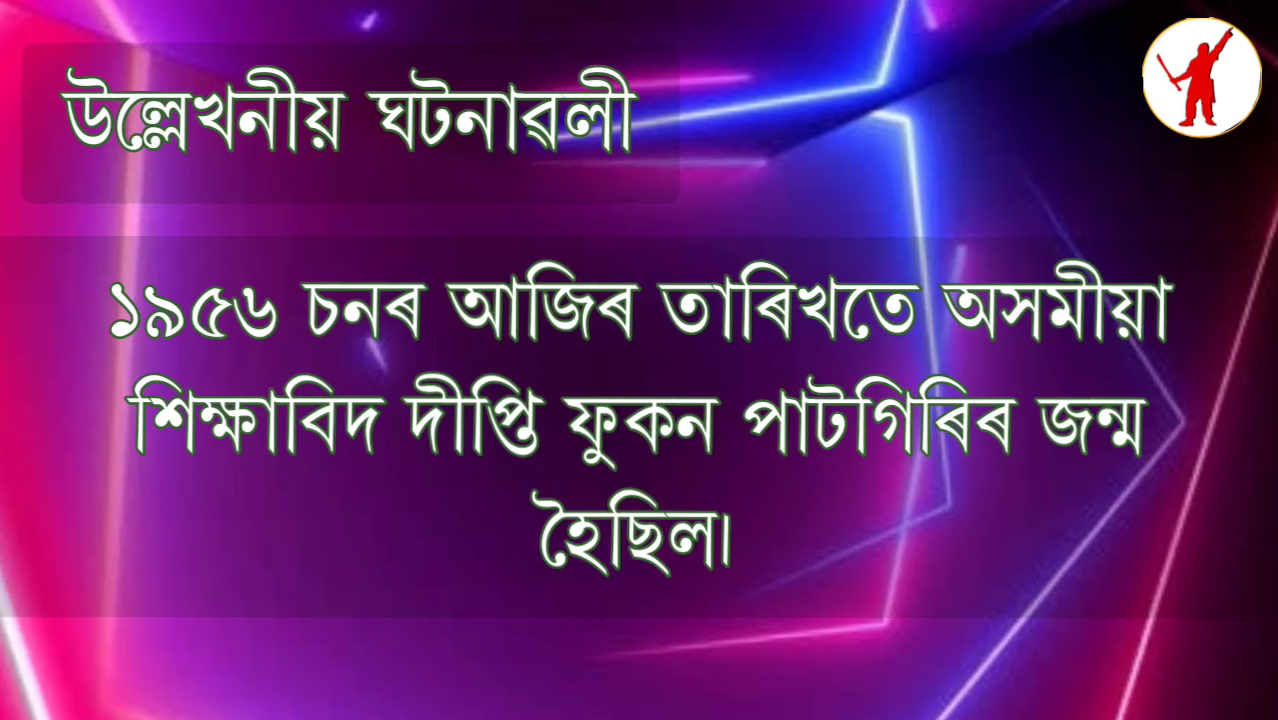 উল্লেখনীয় ঘটনাৱলী
১৯৫৬ চনৰ আজিৰ তাৰিখতে অসমীয়া
শিক্ষাবিদ দীপ্তি ফুকন পাটগিৰিৰ জন্ম
হৈছিল।